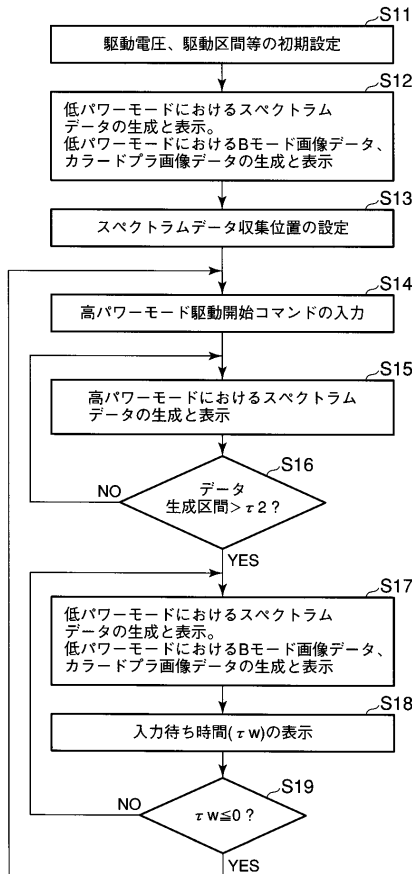 S11
駆動電圧、駆動区間等の初期設定
S12
低パワーモードにおけるスペクトラム
データの生成と表示。
低パワーモードにおけるBモード画像データ、
カラードプラ画像データの生成と表示
S13
スペクトラムデータ収集位置の設定
S14
高パワーモード駆動開始コマンドの入力
S15
高パワーモードにおけるスペクトラム
データの生成と表示
S16
データ
生成区間>τ2?
NO
YES
S17
低パワーモードにおけるスペクトラム
データの生成と表示。
低パワーモードにおけるBモード画像データ、
カラードプラ画像データの生成と表示
S18
入力待ち時間(τw)の表示
S19
τw≦0?
NO
YES